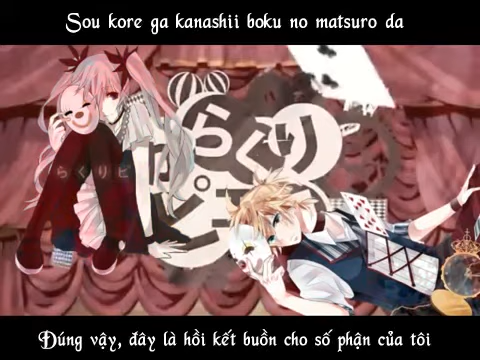 Sou kore ga kanashii boku no matsuro da
らくり
ピ
らくりピ
Đúng vậy, đây là hồi kết buồn cho số phận của tôi